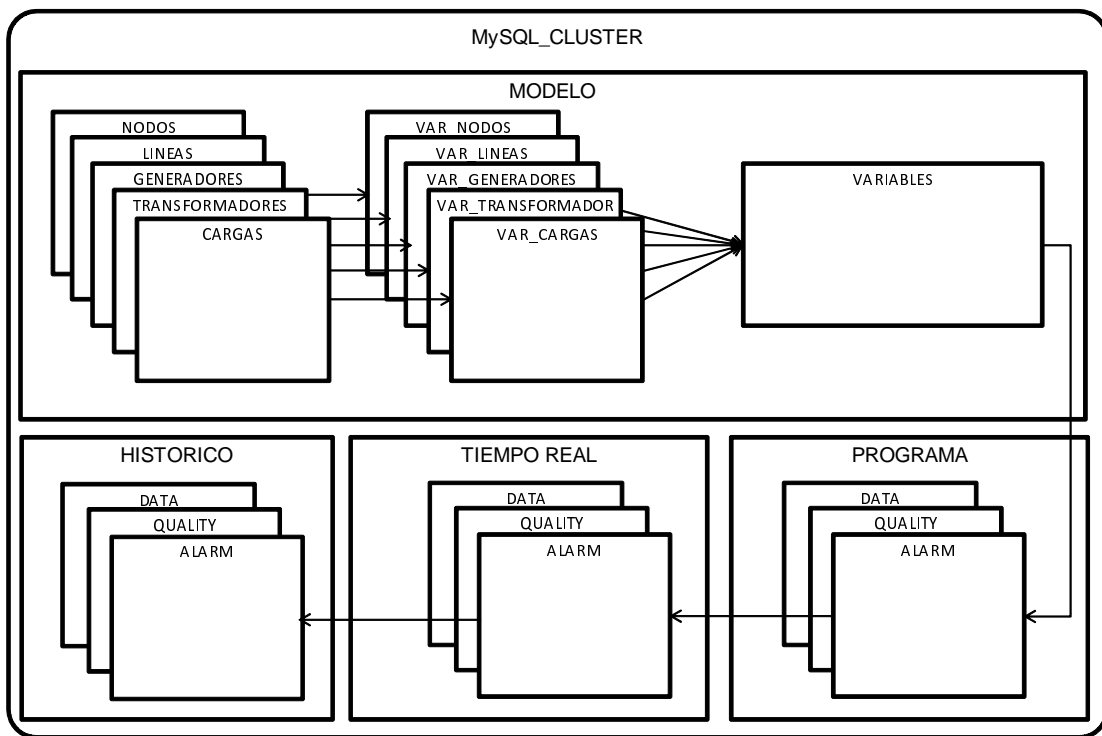 MySQL_CLUSTER
MODELO
NODOS
LINEAS
GENERADORES
TRANSFORMADORES
CARGAS
VAR_NODOS
VAR_LINEAS
VAR_GENERADORES
VAR_TRANSFORMADOR
VAR_CARGAS
VARIABLES
HISTORICO
DATA
QUALITY
ALARM
TIEMPO REAL
DATA
QUALITY
ALARM
PROGRAMA
DATA
QUALITY
ALARM